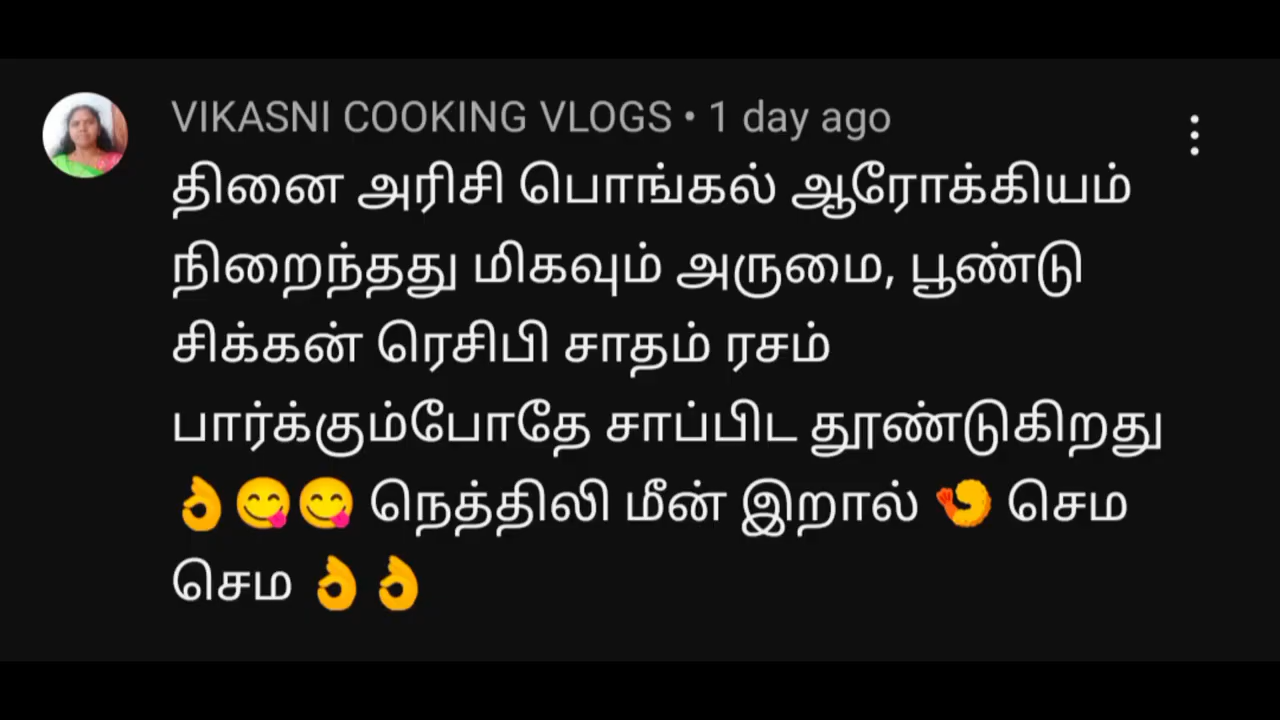 VIKASNI COOKING VLOGS • 1 day ago
தினை அரிசி பொங்கல் ஆரோக்கியம்
நிறைந்தது மிகவும் அருமை, பூண்டு
சிக்கன் ரெசிபி சாதம் ரசம்
பார்க்கும்போதே சாப்பிட தூண்டுகிறது
👌😋😋 நெத்திலி மீன் இறால் 🍤 செம
செம 👌👌